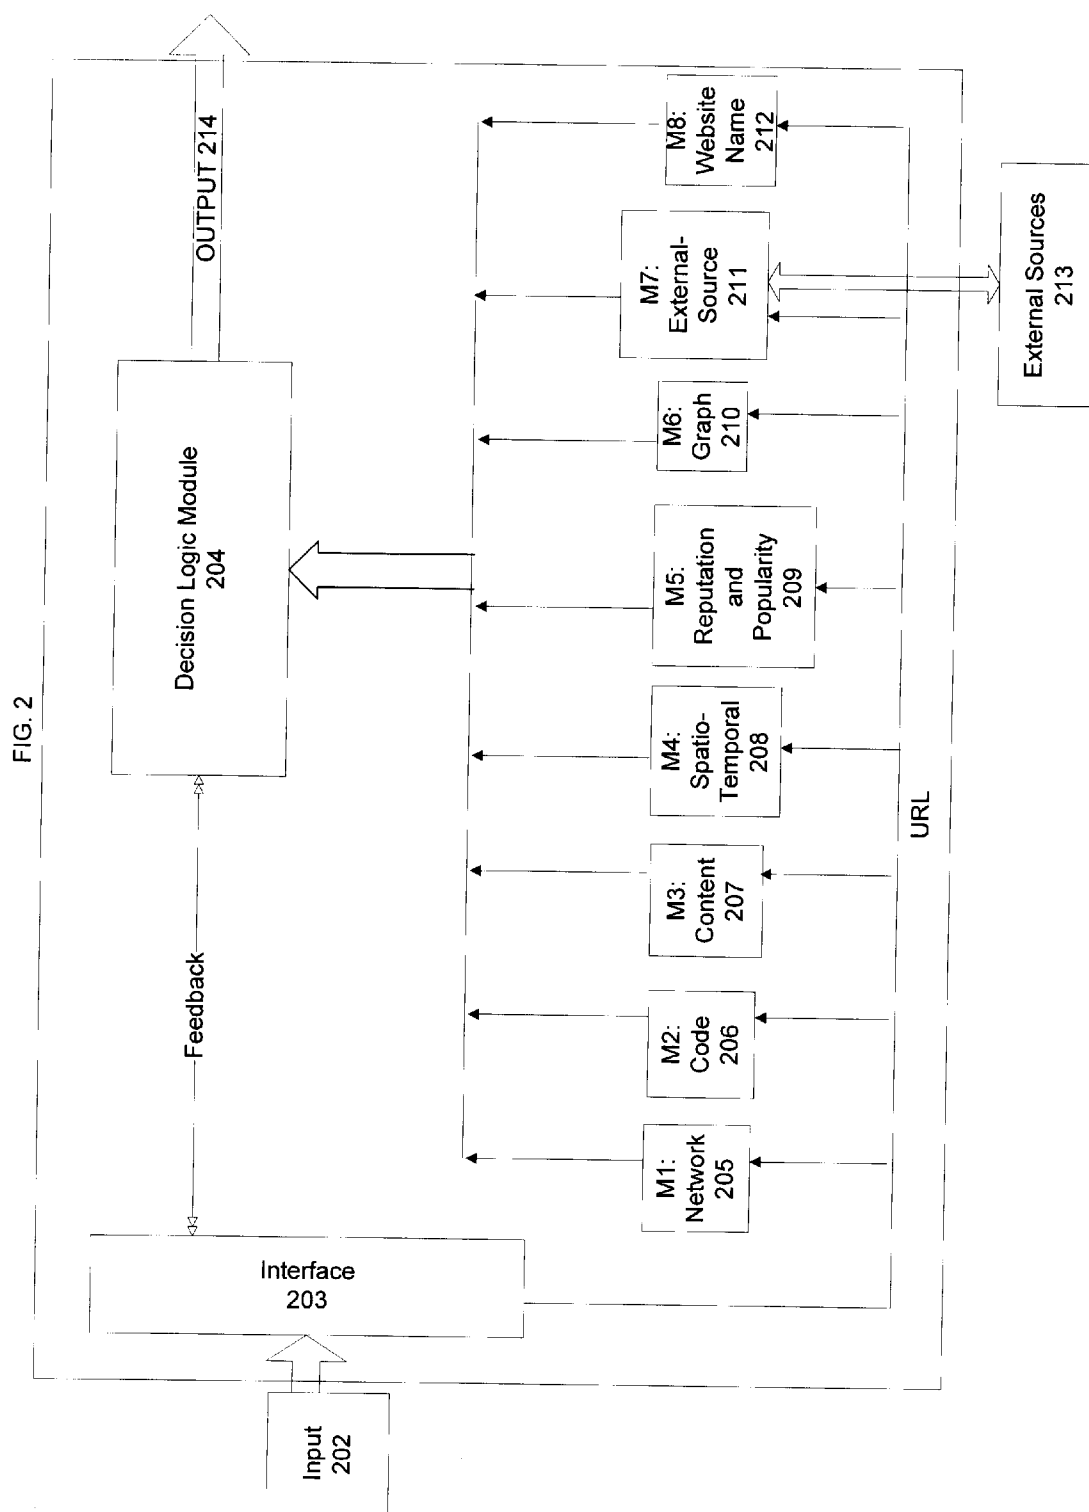 FIG. 2
Input
202
Interface
203
Feedback
Decision Logic Module
204
OUTPUT 214
M1:
Network
205
M2:
Code
206
M3:
Content
207
M4:
Spatio-
Temporal
208
M5:
Reputation
and
Popularity
209
M6:
Graph
210
M7:
External-
Source
211
M8:
Website
Name
212
URL
External Sources
213